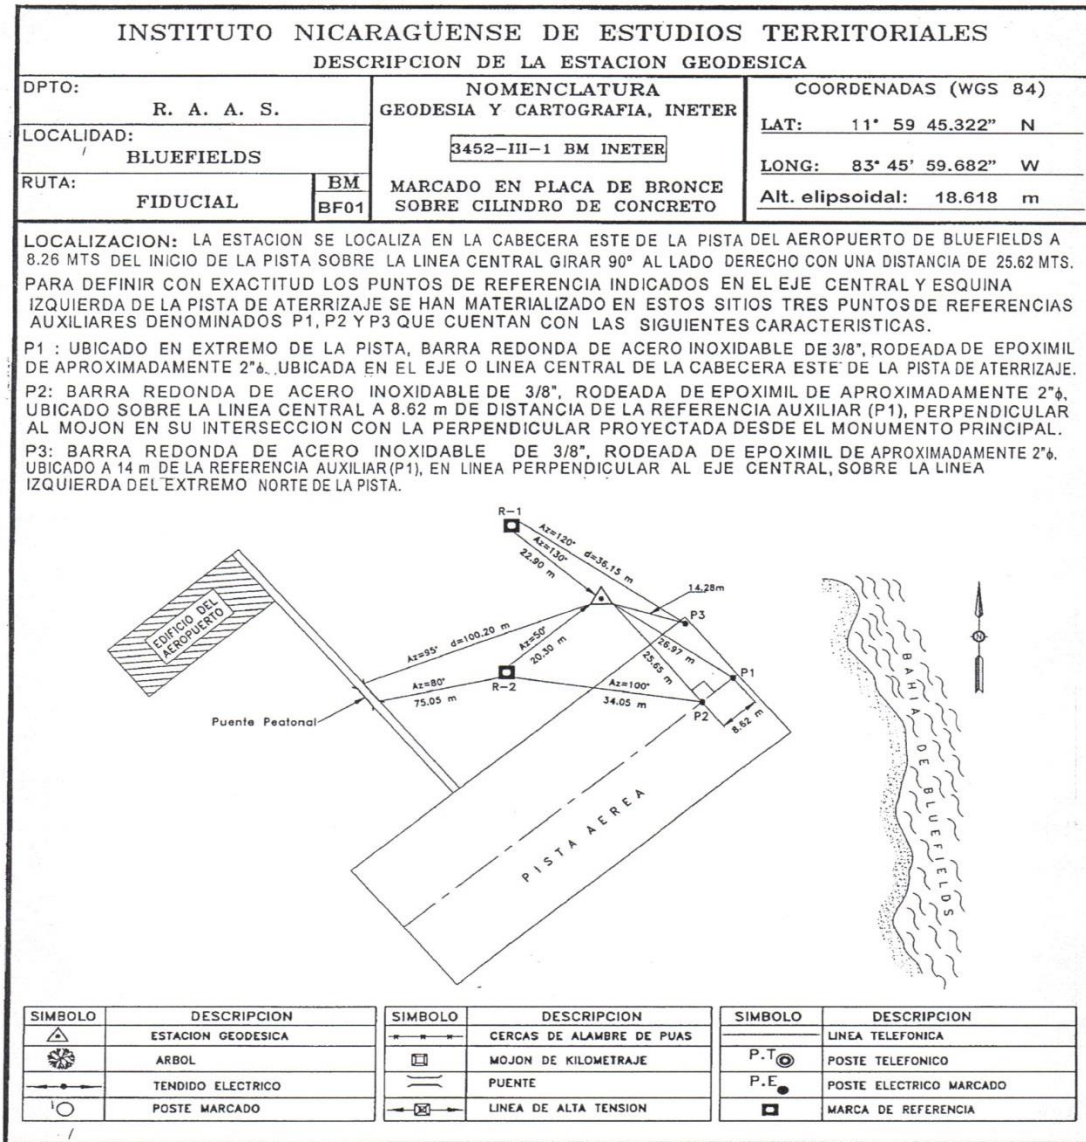 INSTITUTO NICARAGÜENSE DE ESTUDIOS TERRITORIALES
DESCRIPCION DE LA ESTACION GEODESICA
DPTO:
R. A. A. S.
LOCALIDAD:
BLUEFIELDS
RUTA:
FIDUCIAL
BM
BF01
NOMENCLATURA
GEODESIA Y CARTOGRAFIA, INETER
3452-III-1 BM INETER
MARCADO EN PLACA DE BRONCE
SOBRE CILINDRO DE CONCRETO
COORDENADAS (WGS 84)
LAT: 11° 59 45.322" N
LONG: 83° 45' 59.682" W
Alt. elipsoidal: 18.618 m
LOCALIZACION: LA ESTACION SE LOCALIZA EN LA CABECERA ESTE DE LA PISTA DEL AEROPUERTO DE BLUEFIELDS A
8.26 MTS DEL INICIO DE LA PISTA SOBRE LA LINEA CENTRAL GIRAR 90° AL LADO DERECHO CON UNA DISTANCIA DE 25.62 MTS.
PARA DEFINIR CON EXACTITUD LOS PUNTOS DE REFERENCIA INDICADOS EN EL EJE CENTRAL Y ESQUINA
IZQUIERDA DE LA PISTA DE ATERRIZAJE SE HAN MATERIALIZADO EN ESTOS SITIOS TRES PUNTOS DE REFERENCIAS
AUXILIARES DENOMINADOS P1, P2 Y P3 QUE CUENTAN CON LAS SIGUIENTES CARACTERISTICAS.
P1 : UBICADO EN EXTREMO DE LA PISTA, BARRA REDONDA DE ACERO INOXIDABLE DE 3/8", RODEADA DE EPOXIMIL
DE APROXIMADAMENTE 2"ϕ, UBICADA EN EL EJE O LINEA CENTRAL DE LA CABECERA ESTE DE LA PISTA DE ATERRIZAJE.
P2: BARRA REDONDA DE ACERO INOXIDABLE DE 3/8", RODEADA DE EPOXIMIL DE APROXIMADAMENTE 2"ϕ,
UBICADO SOBRE LA LINEA CENTRAL A 8.62 m DE DISTANCIA DE LA REFERENCIA AUXILIAR (P1), PERPENDICULAR
AL MOJON EN SU INTERSECCION CON LA PERPENDICULAR PROYECTADA DESDE EL MONUMENTO PRINCIPAL.
P3: BARRA REDONDA DE ACERO INOXIDABLE DE 3/8", RODEADA DE EPOXIMIL DE APROXIMADAMENTE 2"ϕ,
UBICADO A 14 m DE LA REFERENCIA AUXILIAR (P1), EN LINEA PERPENDICULAR AL EJE CENTRAL, SOBRE LA LINEA
IZQUIERDA DEL EXTREMO NORTE DE LA PISTA.
R-1
Az=120° d=36.15 m
Az=130°
22.90 m
14.28m
P3
EDIFICIO DEL
AEROPUERTO
Az=95° d=100.20 m
Az=50°
20.30 m
26.97 m
25.65 m
P1
Az=80°
75.05 m
R-2
Az=100°
34.05 m
P2
8.62 m
Puente Peatonal
PISTA AEREA
BAHIA DE BLUEFIELDS
N
SIMBOLO DESCRIPCION
ESTACION GEODESICA
ARBOL
TENDIDO ELECTRICO
POSTE MARCADO
SIMBOLO DESCRIPCION
CERCAS DE ALAMBRE DE PUAS
MOJON DE KILOMETRAJE
PUENTE
LINEA DE ALTA TENSION
SIMBOLO DESCRIPCION
LINEA TELEFONICA
P.T POSTE TELEFONICO
P.E POSTE ELECTRICO MARCADO
MARCA DE REFERENCIA